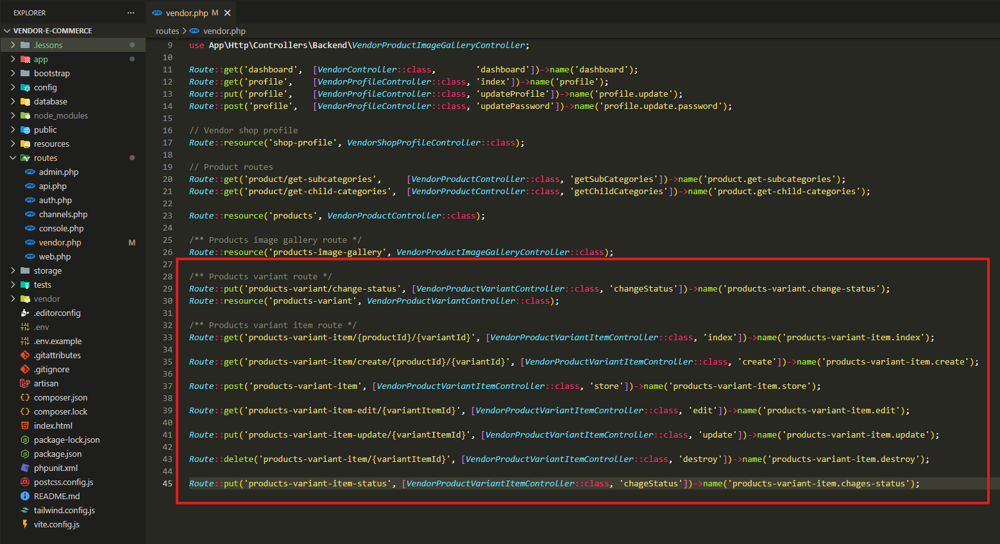 EXPLORER
···
VENDOR-E-COMMERCE
.lessons
app
bootstrap
config
database
node_modules
public
resources
routes
admin.php
api.php
auth.php
channels.php
console.php
vendor.php M
web.php
storage
tests
vendor
.editorconfig
.env
.env.example
.gitattributes
.gitignore
artisan
composer.json
composer.lock
index.html
package-lock.json
package.json
phpunit.xml
postcss.config.js
README.md
tailwind.config.js
vite.config.js
vendor.php M
routes > vendor.php
9 use App\Http\Controllers\Backend\VendorProductImageGalleryController;
10
11 Route::get('dashboard', [VendorController::class, 'dashboard'])->name('dashboard');
12 Route::get('profile', [VendorProfileController::class, 'index'])->name('profile');
13 Route::put('profile', [VendorProfileController::class, 'updateProfile'])->name('profile.update');
14 Route::post('profile', [VendorProfileController::class, 'updatePassword'])->name('profile.update.password');
15
16 // Vendor shop profile
17 Route::resource('shop-profile', VendorShopProfileController::class);
18
19 // Product routes
20 Route::get('product/get-subcategories', [VendorProductController::class, 'getSubCategories'])->name('product.get-subcategories');
21 Route::get('product/get-child-categories', [VendorProductController::class, 'getChildCategories'])->name('product.get-child-categories');
22
23 Route::resource('products', VendorProductController::class);
24
25 /** Products image gallery route */
26 Route::resource('products-image-gallery', VendorProductImageGalleryController::class);
27
28 /** Products variant route */
29 Route::put('products-variant/change-status', [VendorProductVariantController::class, 'changeStatus'])->name('products-variant.change-status');
30 Route::resource('products-variant', VendorProductVariantController::class);
31
32 /** Products variant item route */
33 Route::get('products-variant-item/{productId}/{variantId}', [VendorProductVariantItemController::class, 'index'])->name('products-variant-item.index');
34
35 Route::get('products-variant-item/create/{productId}/{variantId}', [VendorProductVariantItemController::class, 'create'])->name('products-variant-item.create');
36
37 Route::post('products-variant-item', [VendorProductVariantItemController::class, 'store'])->name('products-variant-item.store');
38
39 Route::get('products-variant-item-edit/{variantItemId}', [VendorProductVariantItemController::class, 'edit'])->name('products-variant-item.edit');
40
41 Route::put('products-variant-item-update/{variantItemId}', [VendorProductVariantItemController::class, 'update'])->name('products-variant-item.update');
42
43 Route::delete('products-variant-item/{variantItemId}', [VendorProductVariantItemController::class, 'destroy'])->name('products-variant-item.destroy');
44
45 Route::put('products-variant-item-status', [VendorProductVariantItemController::class, 'chageStatus'])->name('products-variant-item.chages-status');